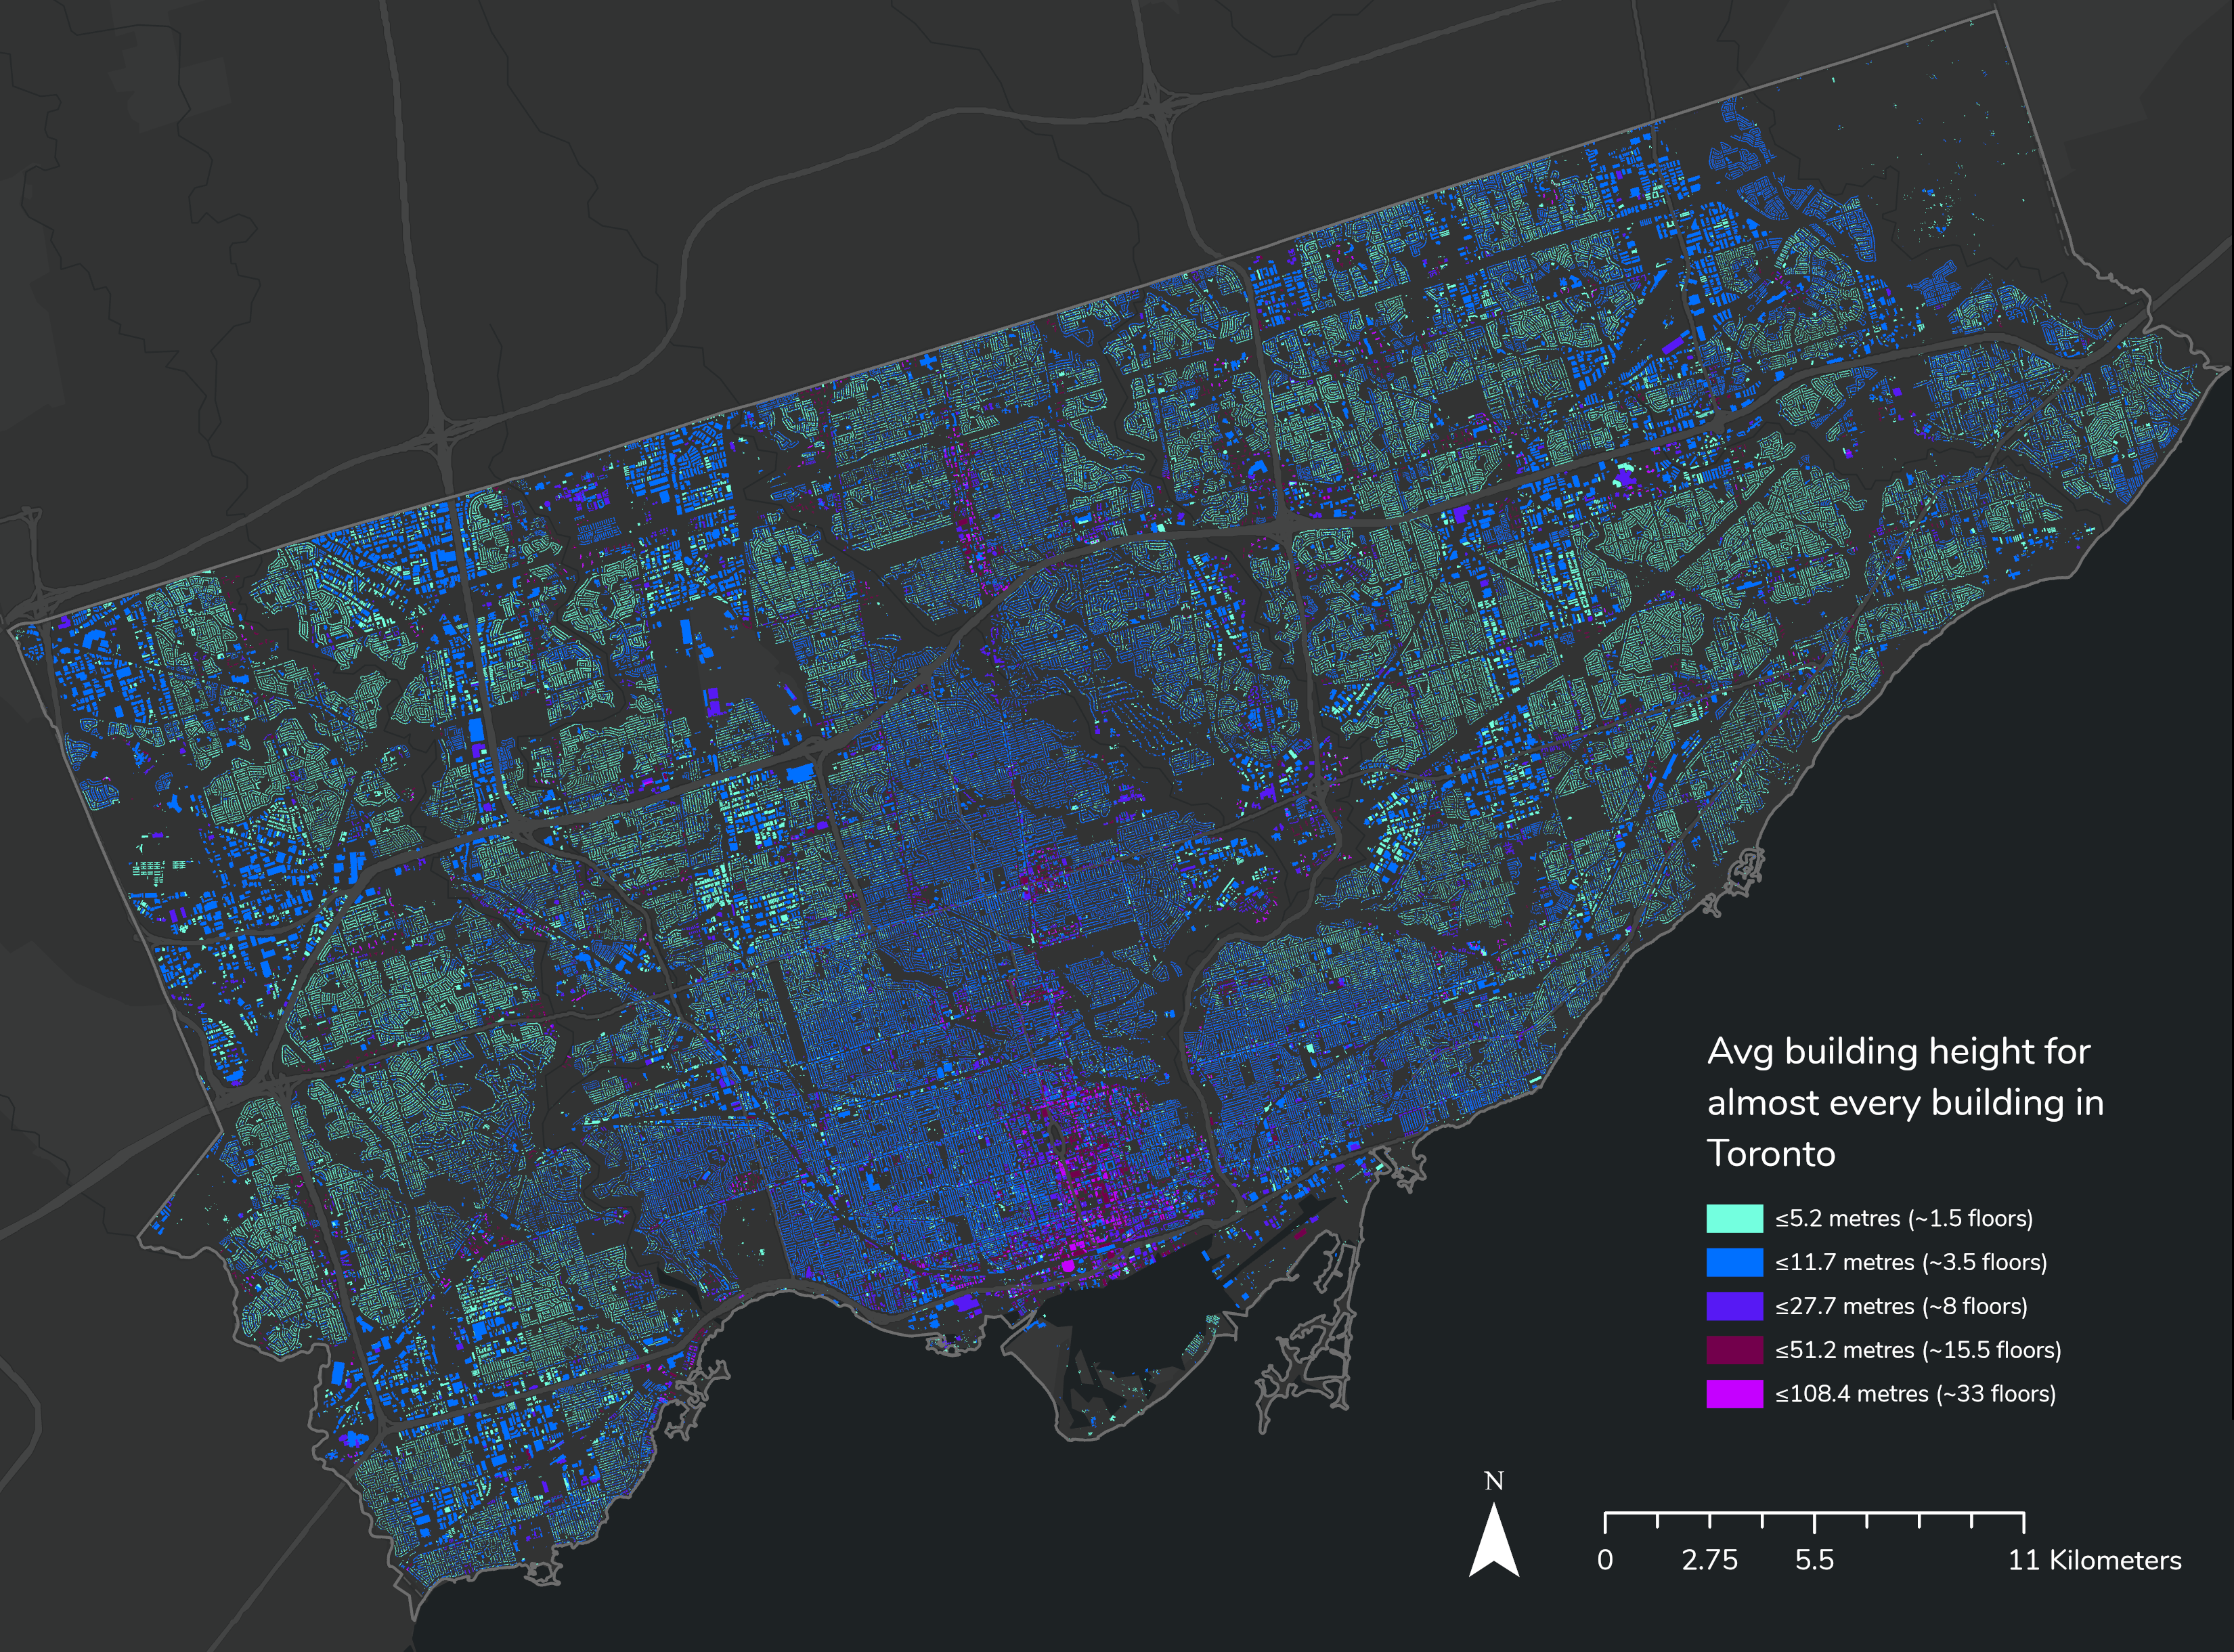 Avg building height for
almost every building in
Toronto
≤5.2 metres (~1.5 floors)
≤11.7 metres (~3.5 floors)
≤27.7 metres (~8 floors)
≤51.2 metres (~15.5 floors)
≤108.4 metres (~33 floors)
N
0 2.75 5.5 11 Kilometers